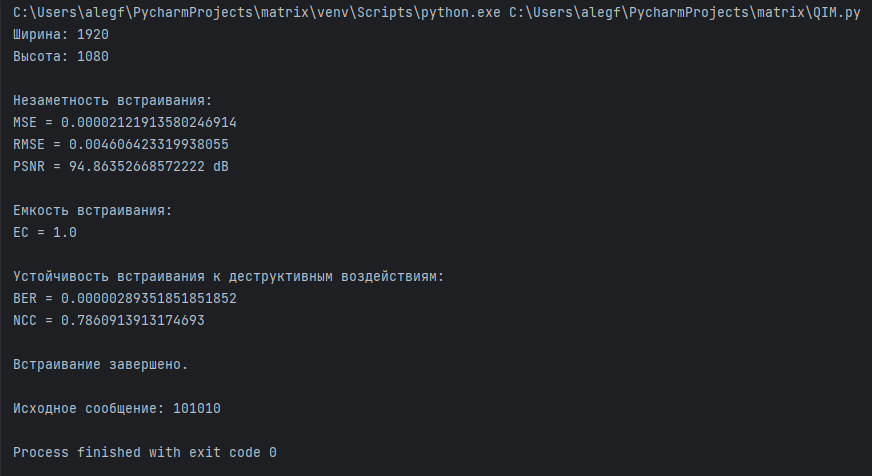 C:\Users\alegf\PycharmProjects\matrix\venv\Scripts\python.exe C:\Users\alegf\PycharmProjects\matrix\QIM.py
Ширина: 1920
Высота: 1080
Незаметность встраивания:
MSE = 0.00002121913580246914
RMSE = 0.004606423319938055
PSNR = 94.86352668572222 dB
Емкость встраивания:
EC = 1.0
Устойчивость встраивания к деструктивным воздействиям:
BER = 0.00000289351851851852
NCC = 0.7860913913174693
Встраивание завершено.
Исходное сообщение: 101010
Process finished with exit code 0